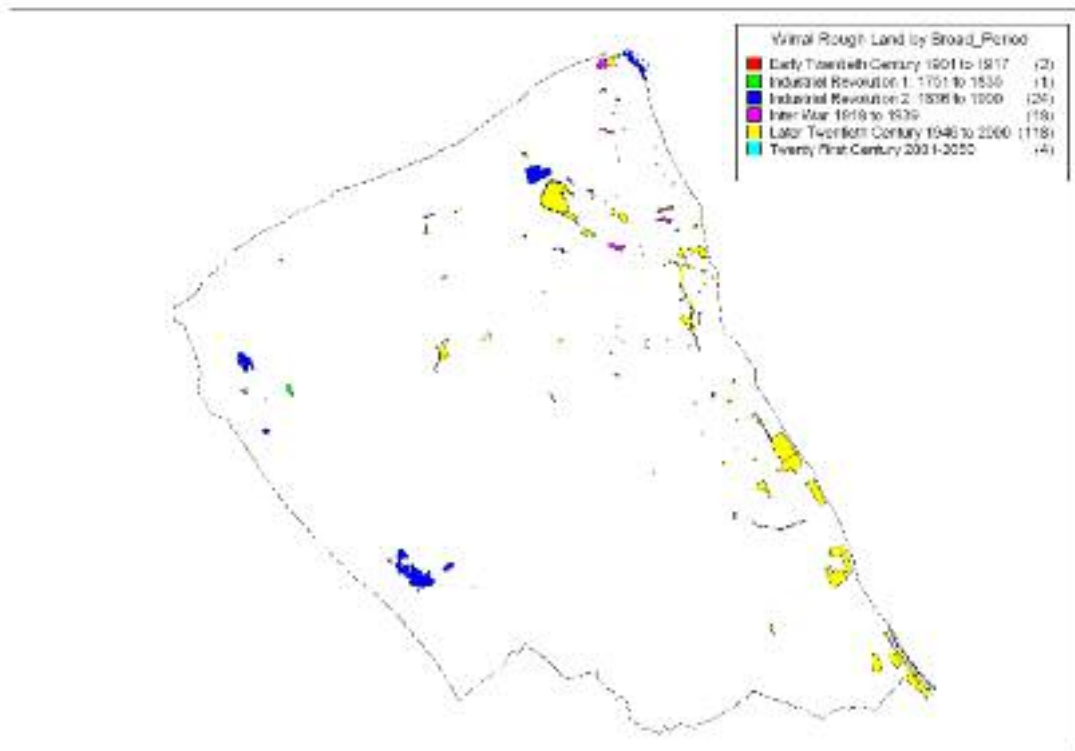 Wirral Rough Land by Broad_Period
Early Twentieth Century 1901 to 1917 (2)
Industrial Revolution 1: 1751 to 1835 (1)
Industrial Revolution 2: 1836 to 1900 (24)
Inter War 1918 to 1939 (18)
Later Twentieth Century 1946 to 2000 (118)
Twenty First Century 2001-2050 (4)